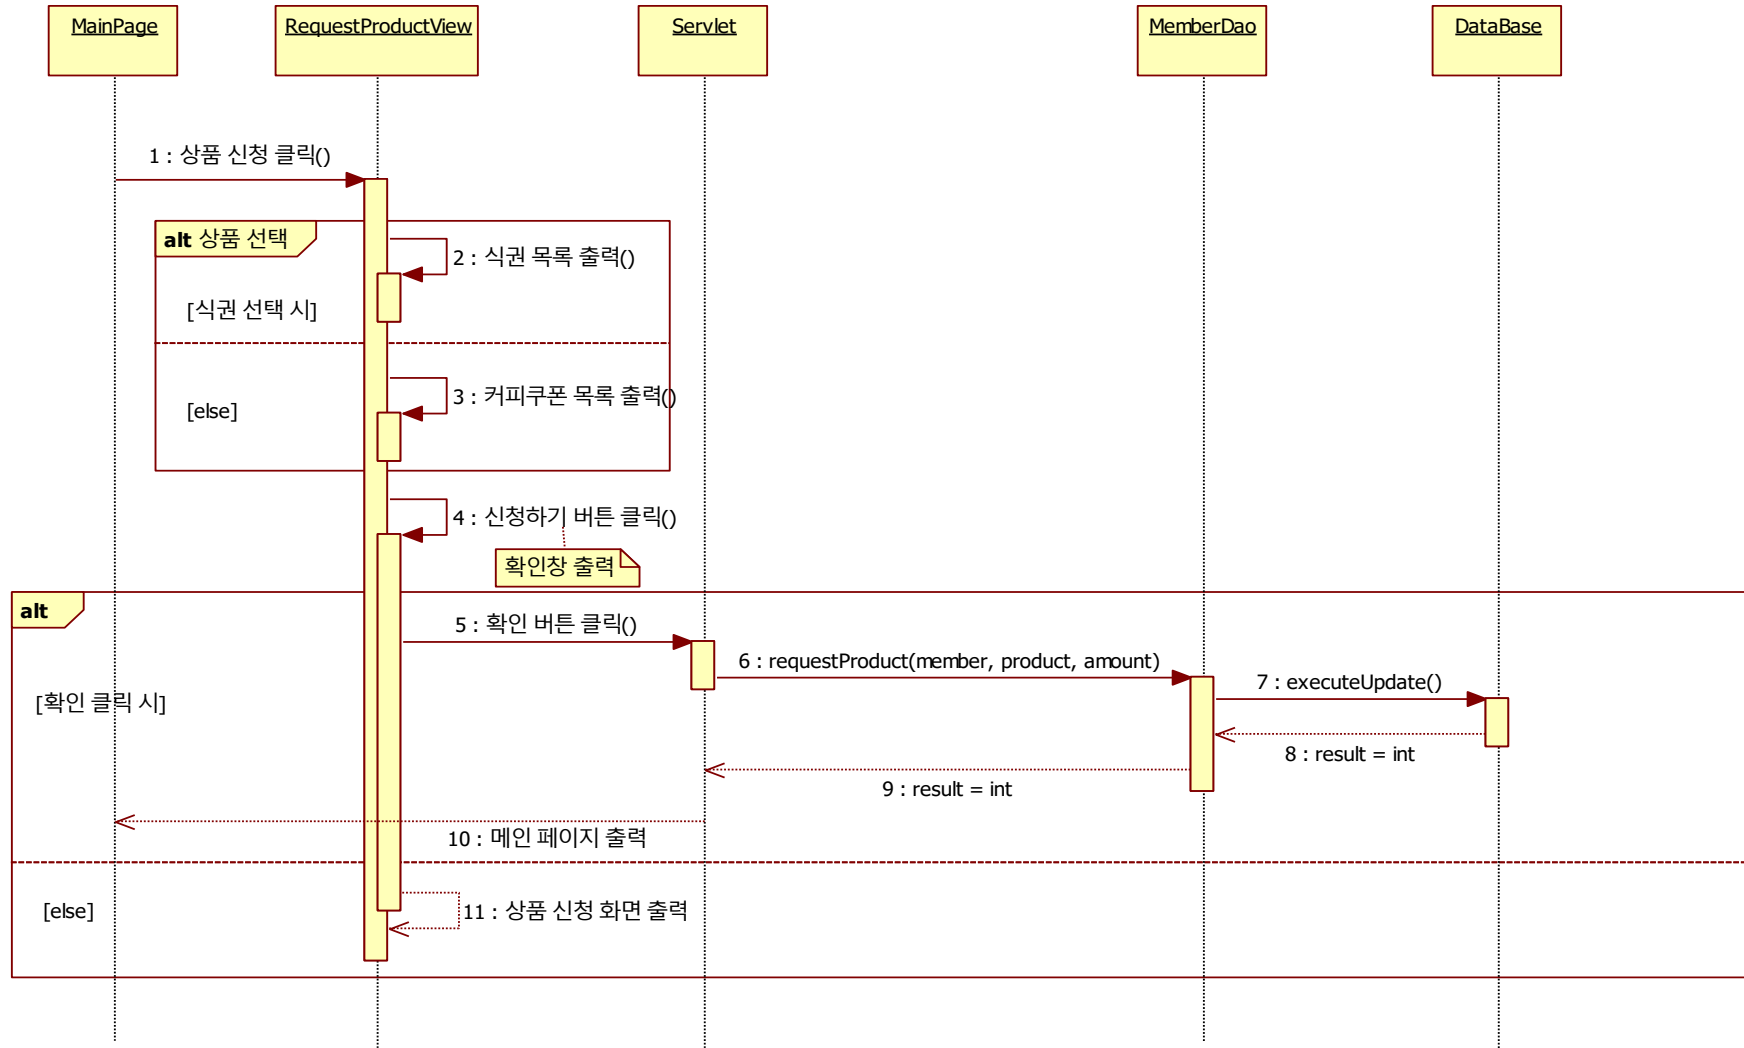 MainPage
RequestProductView
Servlet
MemberDao
DataBase
1 : 상품 신청 클릭()
alt 상품 선택
2 : 식권 목록 출력()
[식권 선택 시]
3 : 커피쿠폰 목록 출력()
[else]
4 : 신청하기 버튼 클릭()
확인창 출력
alt
5 : 확인 버튼 클릭()
6 : requestProduct(member, product, amount)
7 : executeUpdate()
[확인 클릭 시]
8 : result = int
9 : result = int
10 : 메인 페이지 출력
[else]
11 : 상품 신청 화면 출력